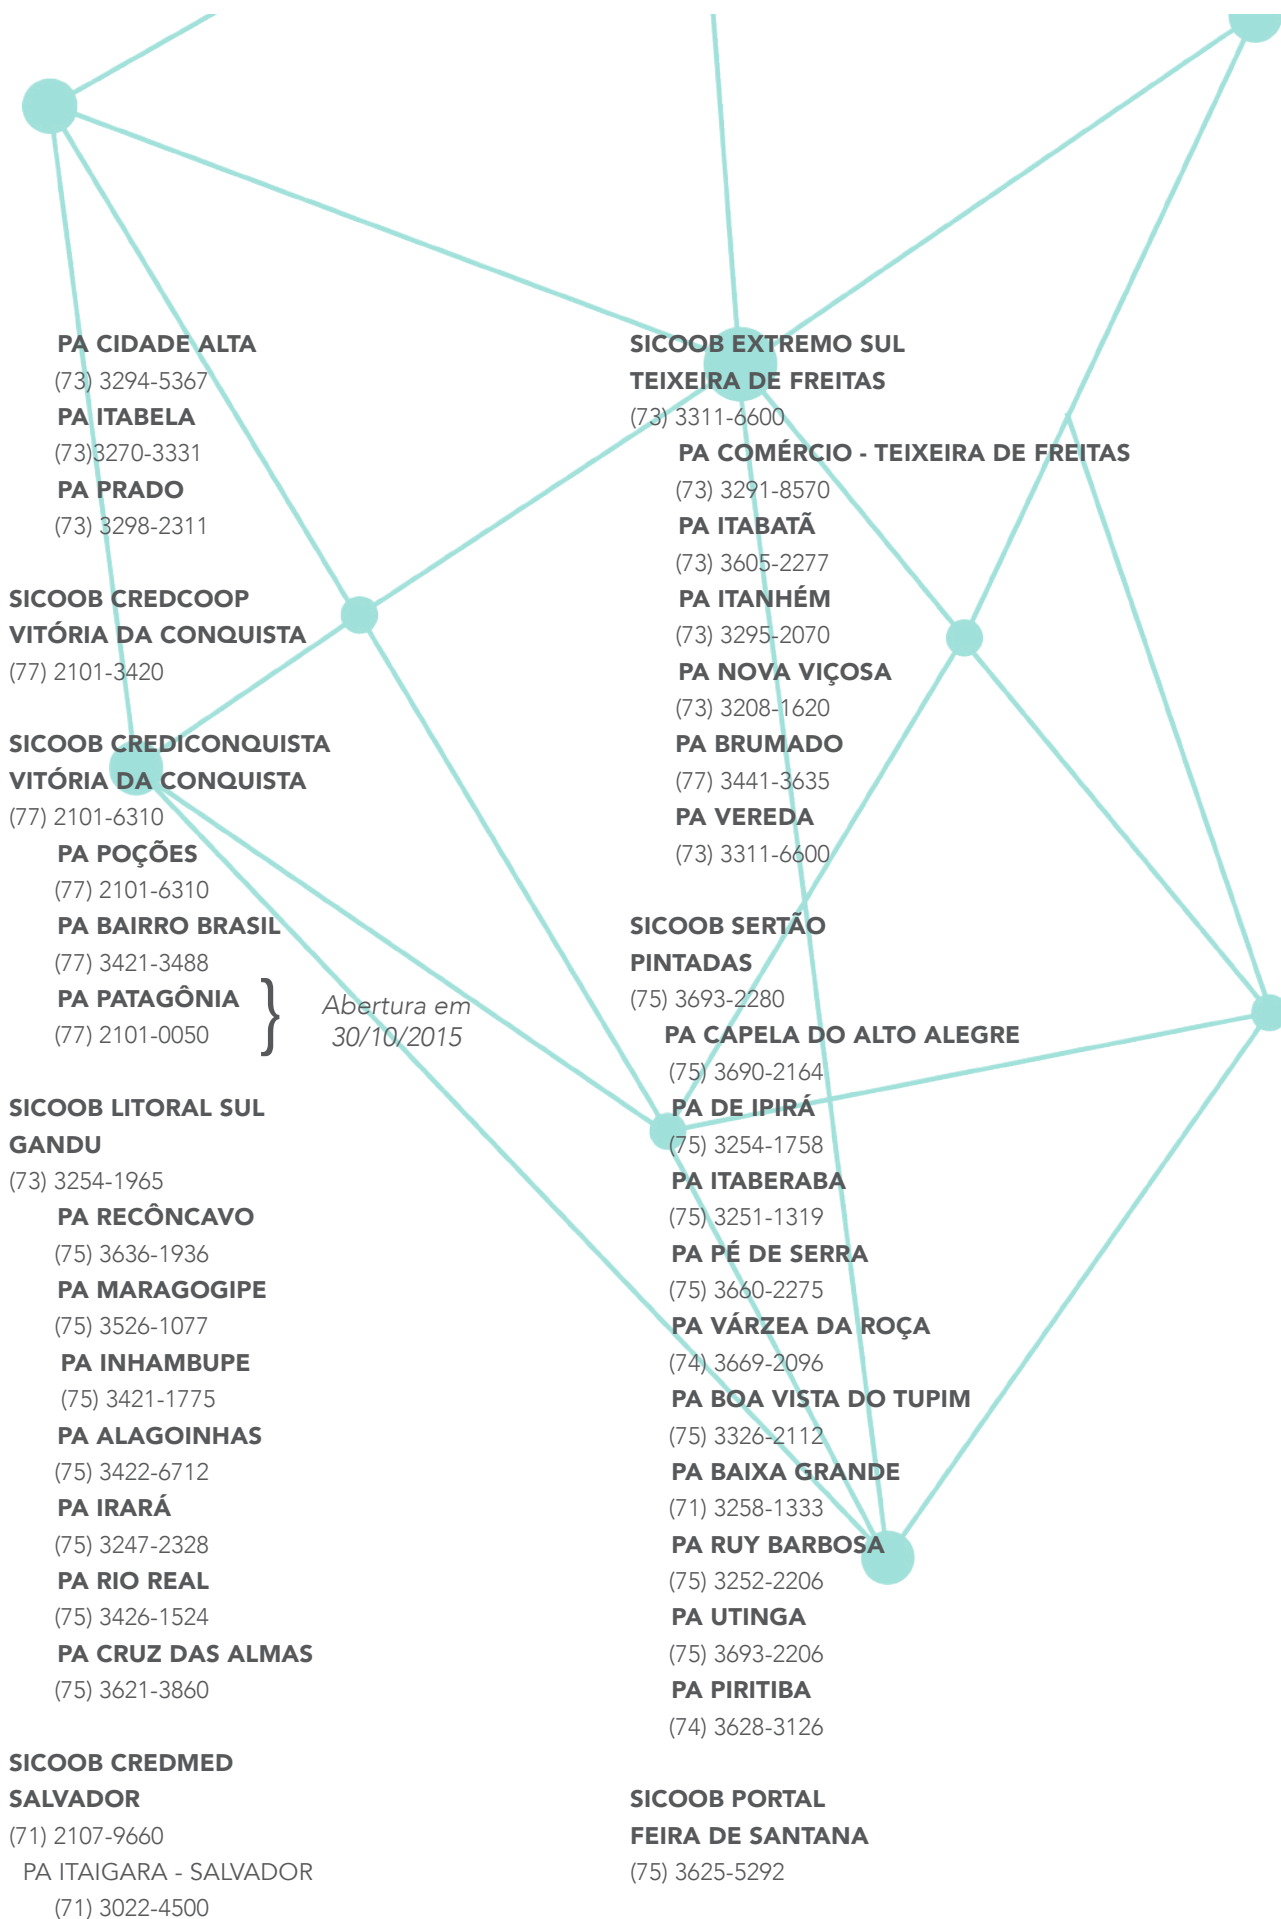 PA CIDADE ALTA
(73) 3294-5367
PA ITABELA
(73)3270-3331
PA PRADO
(73) 3298-2311
SICOOB CREDCOOP
VITÓRIA DA CONQUISTA
(77) 2101-3420
SICOOB CREDICONQUISTA
VITÓRIA DA CONQUISTA
(77) 2101-6310
PA POÇÕES
(77) 2101-6310
PA BAIRRO BRASIL
(77) 3421-3488
PA PATAGÔNIA
(77) 2101-0050
} Abertura em
30/10/2015
SICOOB LITORAL SUL
GANDU
(73) 3254-1965
PA RECÔNCAVO
(75) 3636-1936
PA MARAGOGIPE
(75) 3526-1077
PA INHAMBUPE
(75) 3421-1775
PA ALAGOINHAS
(75) 3422-6712
PA IRARÁ
(75) 3247-2328
PA RIO REAL
(75) 3426-1524
PA CRUZ DAS ALMAS
(75) 3621-3860
SICOOB CREDMED
SALVADOR
(71) 2107-9660
PA ITAIGARA - SALVADOR
(71) 3022-4500
SICOOB EXTREMO SUL
TEIXEIRA DE FREITAS
(73) 3311-6600
PA COMÉRCIO - TEIXEIRA DE FREITAS
(73) 3291-8570
PA ITABATÃ
(73) 3605-2277
PA ITANHÉM
(73) 3295-2070
PA NOVA VIÇOSA
(73) 3208-1620
PA BRUMADO
(77) 3441-3635
PA VEREDA
(73) 3311-6600
SICOOB SERTÃO
PINTADAS
(75) 3693-2280
PA CAPELA DO ALTO ALEGRE
(75) 3690-2164
PA DE IPIRÁ
(75) 3254-1758
PA ITABERABA
(75) 3251-1319
PA PÉ DE SERRA
(75) 3660-2275
PA VÁRZEA DA ROÇA
(74) 3669-2096
PA BOA VISTA DO TUPIM
(75) 3326-2112
PA BAIXA GRANDE
(71) 3258-1333
PA RUY BARBOSA
(75) 3252-2206
PA UTINGA
(75) 3693-2206
PA PIRITIBA
(74) 3628-3126
SICOOB PORTAL
FEIRA DE SANTANA
(75) 3625-5292